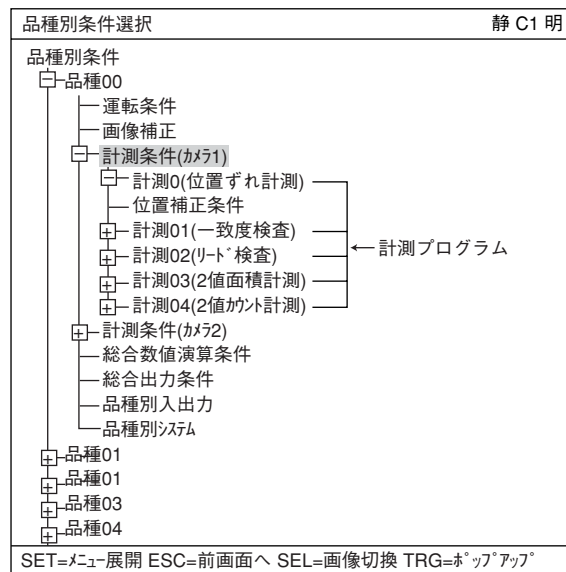 品種別条件選択 静 C1 明
品種別条件
品種00
運転条件
画像補正
計測条件(ｶﾒﾗ1)
計測0(位置ずれ計測)
位置補正条件
計測01(一致度検査)
計測02(ﾘｰﾄﾞ検査)
計測03(2値面積計測)
計測04(2値ｶｳﾝﾄ計測)
計測プログラム
計測条件(ｶﾒﾗ2)
総合数値演算条件
総合出力条件
品種別入出力
品種別ｼｽﾃﾑ
品種01
品種01
品種03
品種04
SET=ﾒﾆｭｰ展開 ESC=前画面へ SEL=画像切換 TRG=ﾎﾟｯﾌﾟｱｯﾌﾟ